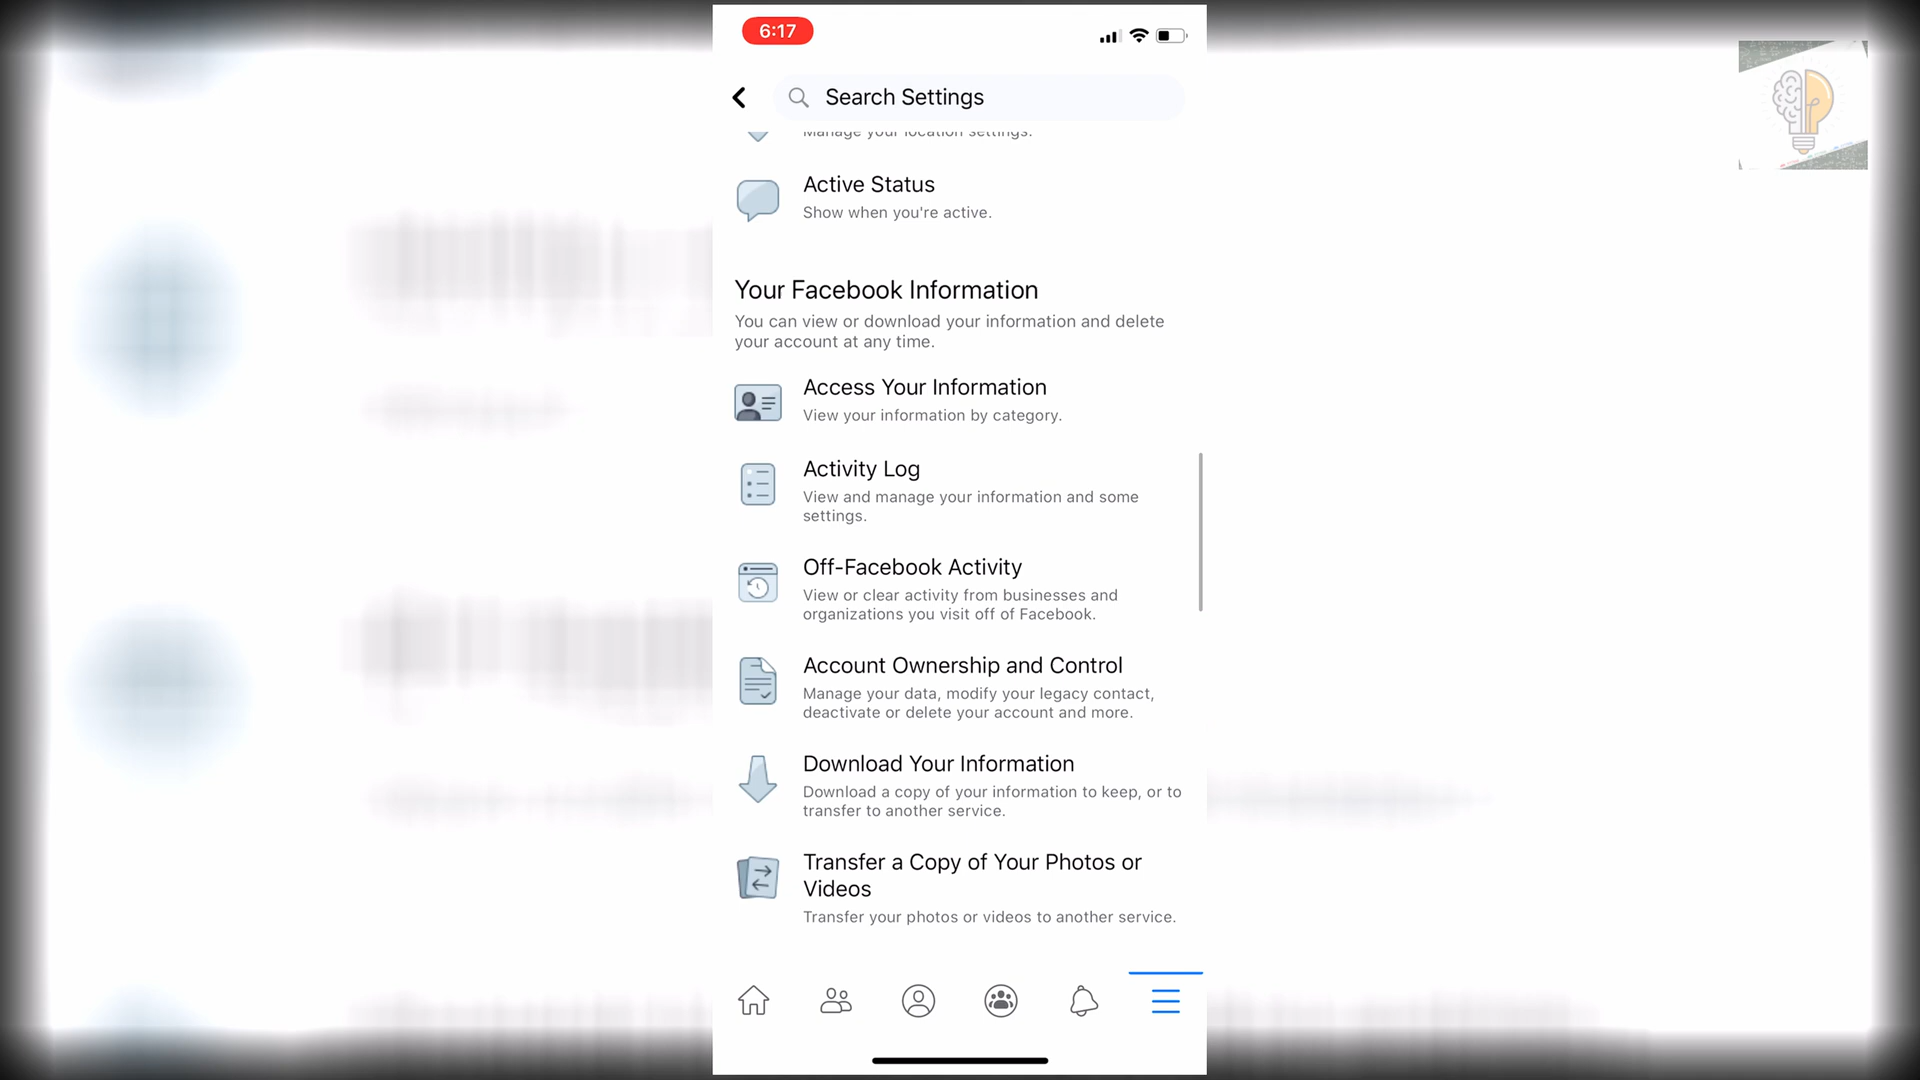 6:17
Search Settings
Manage your location settings.
Active Status
Show when you're active.
Your Facebook Information
You can view or download your information and delete
your account at any time.
Access Your Information
View your information by category.
Activity Log
View and manage your information and some
settings.
Off-Facebook Activity
View or clear activity from businesses and
organizations you visit off of Facebook.
Account Ownership and Control
Manage your data, modify your legacy contact,
deactivate or delete your account and more.
Download Your Information
Download a copy of your information to keep, or to
transfer to another service.
Transfer a Copy of Your Photos or
Videos
Transfer your photos or videos to another service.